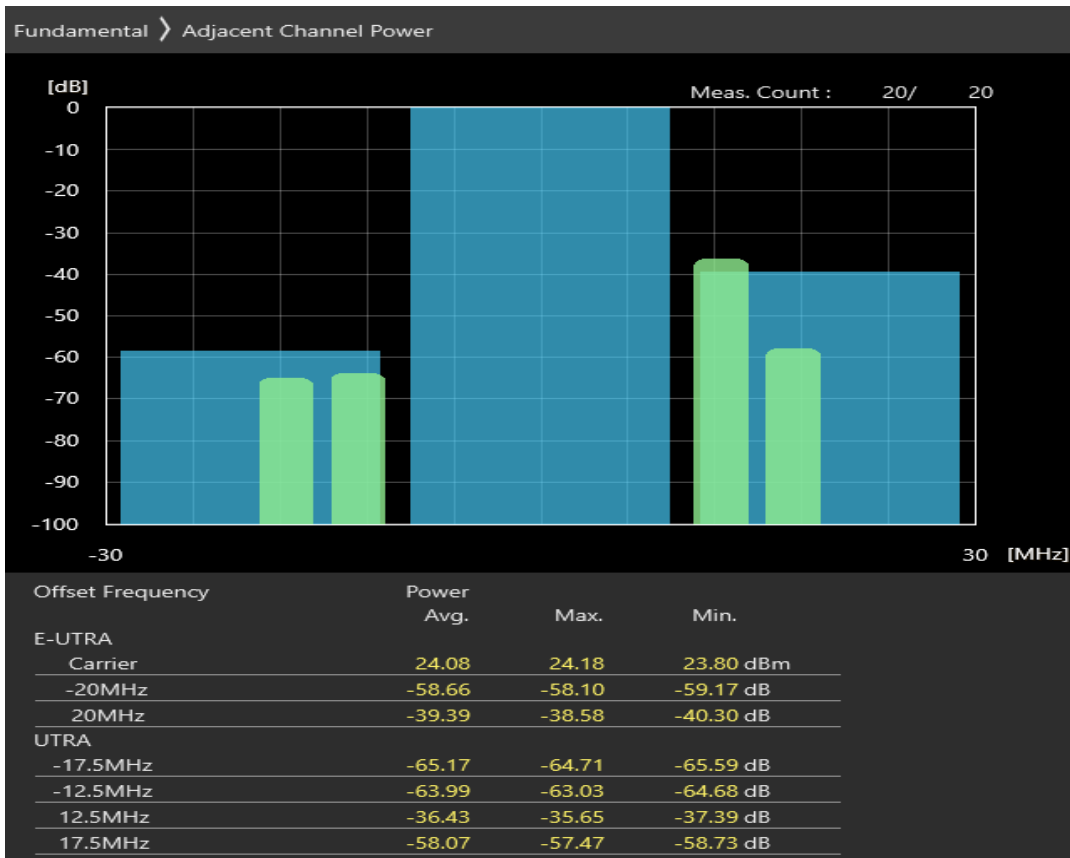 Fundamental 〉 Adjacent Channel Power
[dB]
Meas. Count : 20/ 20
0
-10
-20
-30
-40
-50
-60
-70
-80
-90
-100
-30 30 [MHz]
Offset Frequency Power
Avg. Max. Min.
E-UTRA
Carrier 24.08 24.18 23.80 dBm
-20MHz -58.66 -58.10 -59.17 dB
20MHz -39.39 -38.58 -40.30 dB
UTRA
-17.5MHz -65.17 -64.71 -65.59 dB
-12.5MHz -63.99 -63.03 -64.68 dB
12.5MHz -36.43 -35.65 -37.39 dB
17.5MHz -58.07 -57.47 -58.73 dB